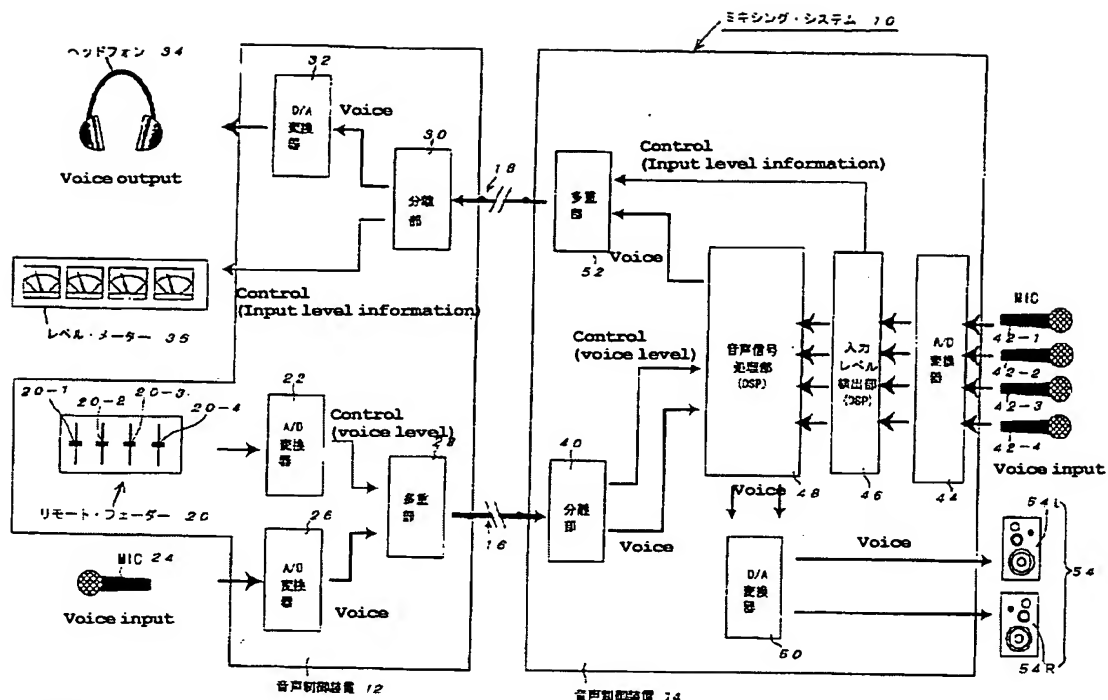 ミキシング・システム 10
ヘッドフォン 34
Voice output
32
D/A
変換
器
Voice
30
分離
部
18
Control
(Input level information)
多重
部
52
Voice
Control
(Input level information)
レベル・メーター 36
Control
(voice level)
音声信号
処理部
(DSP)
48
入力
レベル
検出部
(DSP)
46
A/D
変換
器
44
MIC
42-1
42-2
42-3
42-4
Voice input
20-1
20-2
20-3
20-4
リモート・フェーダー 20
22
A/D
変換
器
Control
(voice level)
28
多重
部
16
40
分離
部
Voice
Voice
26
A/D
変換
器
Voice
MIC 24
Voice input
D/A
変換
器
50
Voice
54L
54
54R
音声制御装置 12
音声制御装置 14